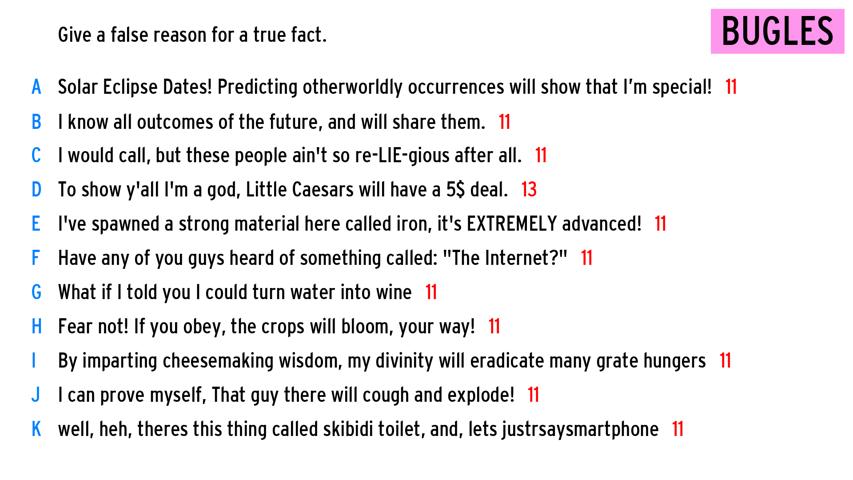 Give a false reason for a true fact.
BUGLES
A Solar Eclipse Dates! Predicting otherworldly occurrences will show that I'm special! 11
B I know all outcomes of the future, and will share them. 11
C I would call, but these people ain't so re-LIE-gious after all. 11
D To show y'all I'm a god, Little Caesars will have a 5$ deal. 13
E I've spawned a strong material here called iron, it's EXTREMELY advanced! 11
F Have any of you guys heard of something called: "The Internet?" 11
G What if I told you I could turn water into wine 11
H Fear not! If you obey, the crops will bloom, your way! 11
I By imparting cheesemaking wisdom, my divinity will eradicate many grate hungers 11
J I can prove myself, That guy there will cough and explode! 11
K well, heh, theres this thing called skibidi toilet, and, lets justrsaysmartphone 11